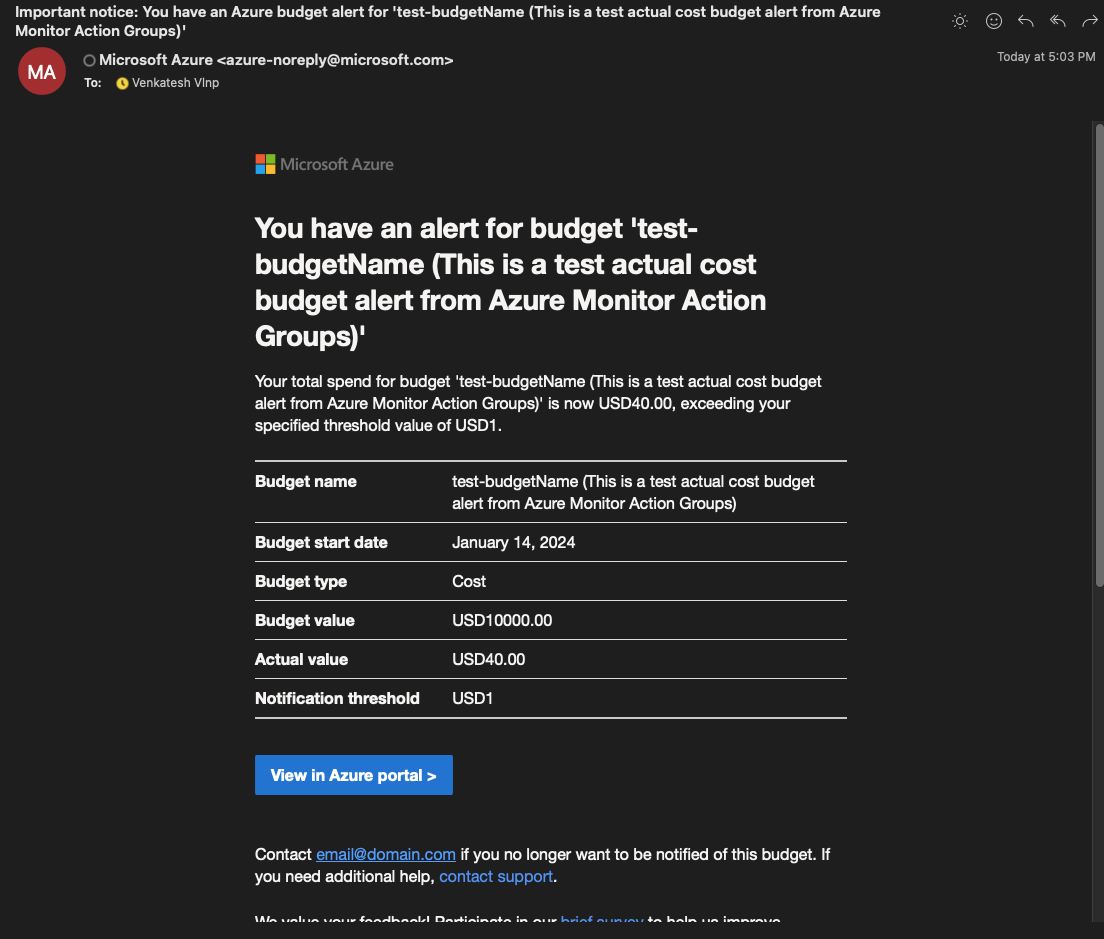 Important notice: You have an Azure budget alert for 'test-budgetName (This is a test actual cost budget alert from Azure
Monitor Action Groups)'
MA
Microsoft Azure <azure-noreply@microsoft.com>
Today at 5:03 PM
To: Venkatesh Vlnp
Microsoft Azure
You have an alert for budget 'test-
budgetName (This is a test actual cost
budget alert from Azure Monitor Action
Groups)'
Your total spend for budget 'test-budgetName (This is a test actual cost budget
alert from Azure Monitor Action Groups)' is now USD40.00, exceeding your
specified threshold value of USD1.
Budget name test-budgetName (This is a test actual cost budget
alert from Azure Monitor Action Groups)
Budget start date January 14, 2024
Budget type Cost
Budget value USD10000.00
Actual value USD40.00
Notification threshold USD1
View in Azure portal >
Contact email@domain.com if you no longer want to be notified of this budget. If
you need additional help, contact support.
We value your feedback! Participate in our brief survey to help us improve